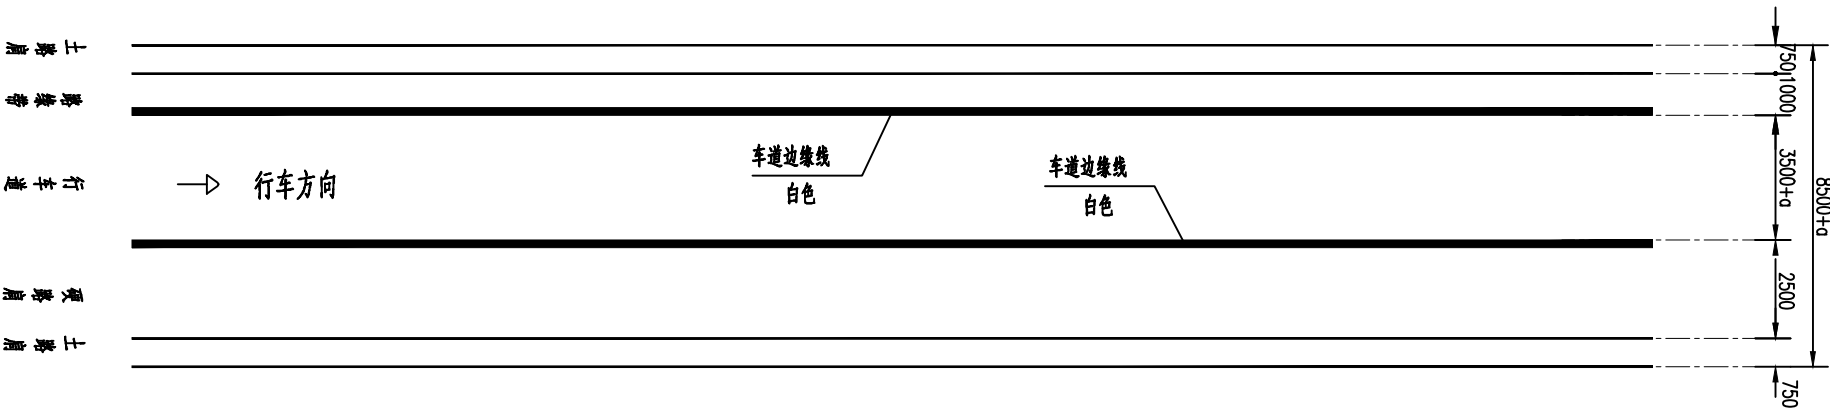 土路肩
路缘带
行车道
硬路肩
土路肩
行车方向
车道边缘线
白色
车道边缘线
白色
750
1000
3500+a
2500
750
8500+a